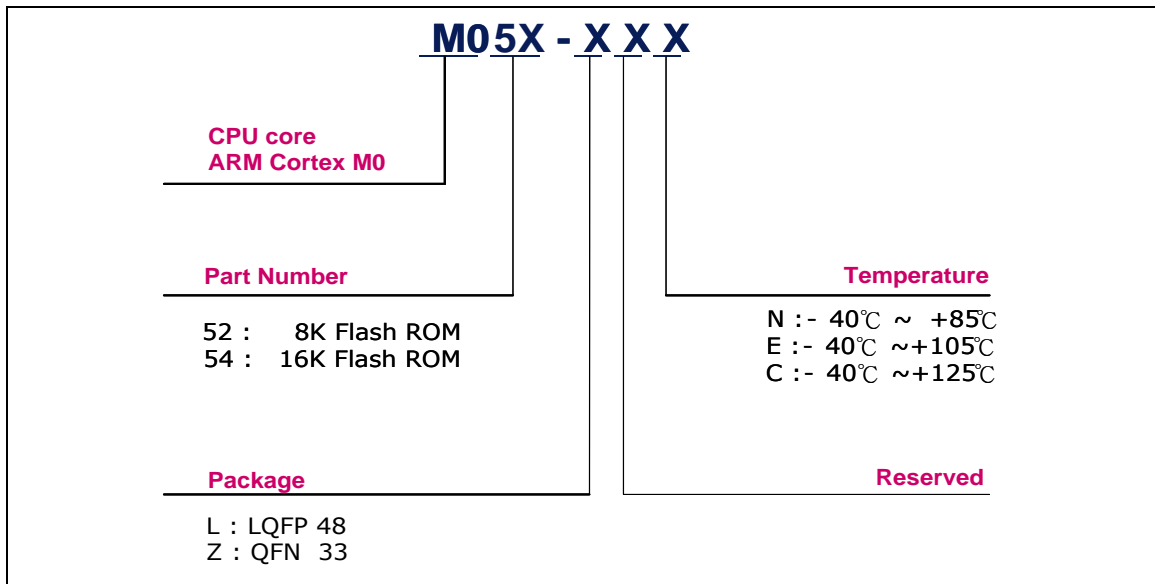 M05X - X X X
CPU core
ARM Cortex M0
Part Number
52 : 8K Flash ROM
54 : 16K Flash ROM
Temperature
N :- 40℃ ~ +85℃
E :- 40℃ ~+105℃
C :- 40℃ ~+125℃
Package
L : LQFP 48
Z : QFN 33
Reserved